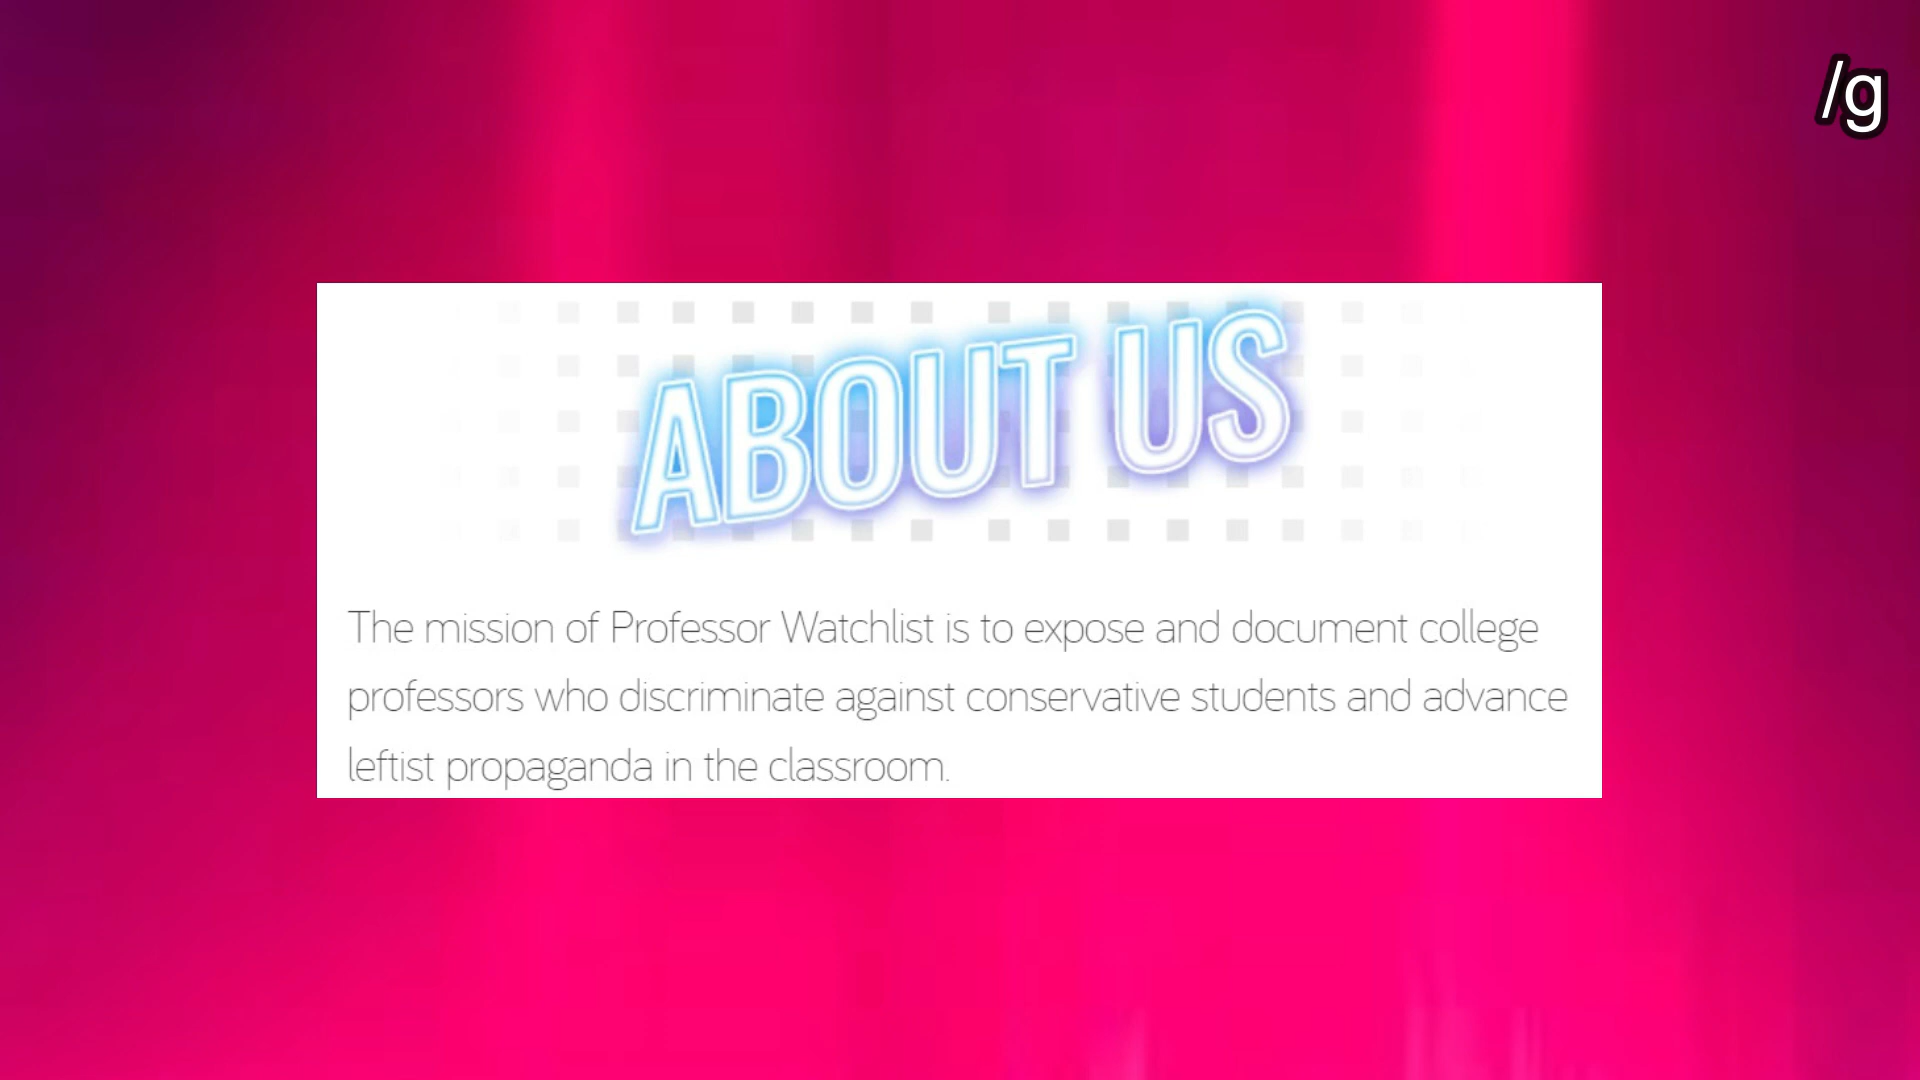 /g
ABOUT US
The mission of Professor Watchlist is to expose and document college
professors who discriminate against conservative students and advance
leftist propaganda in the classroom.